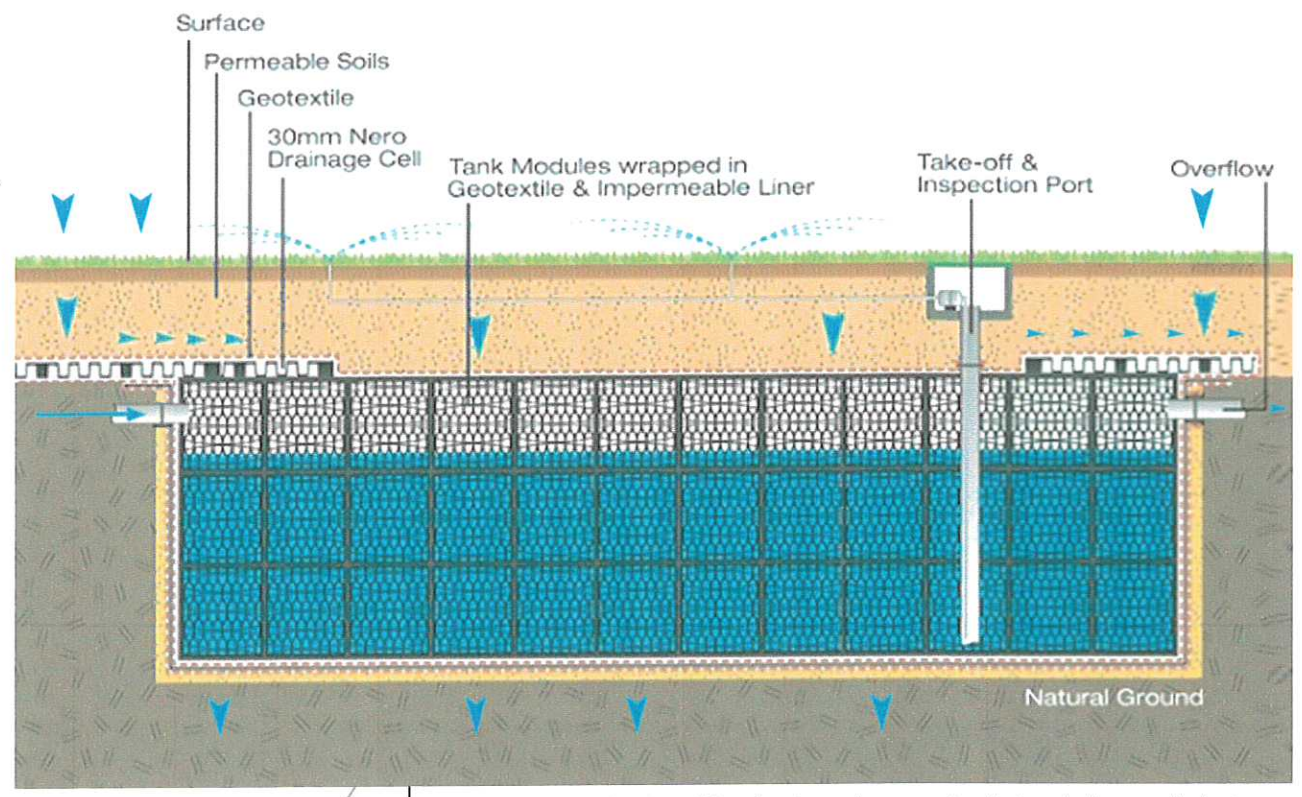 Surface
Permeable Soils
Geotextile
30mm Nero
Drainage Cell
Tank Modules wrapped in
Geotextile & Impermeable Liner
Take-off &
Inspection Port
Overflow
Natural Ground